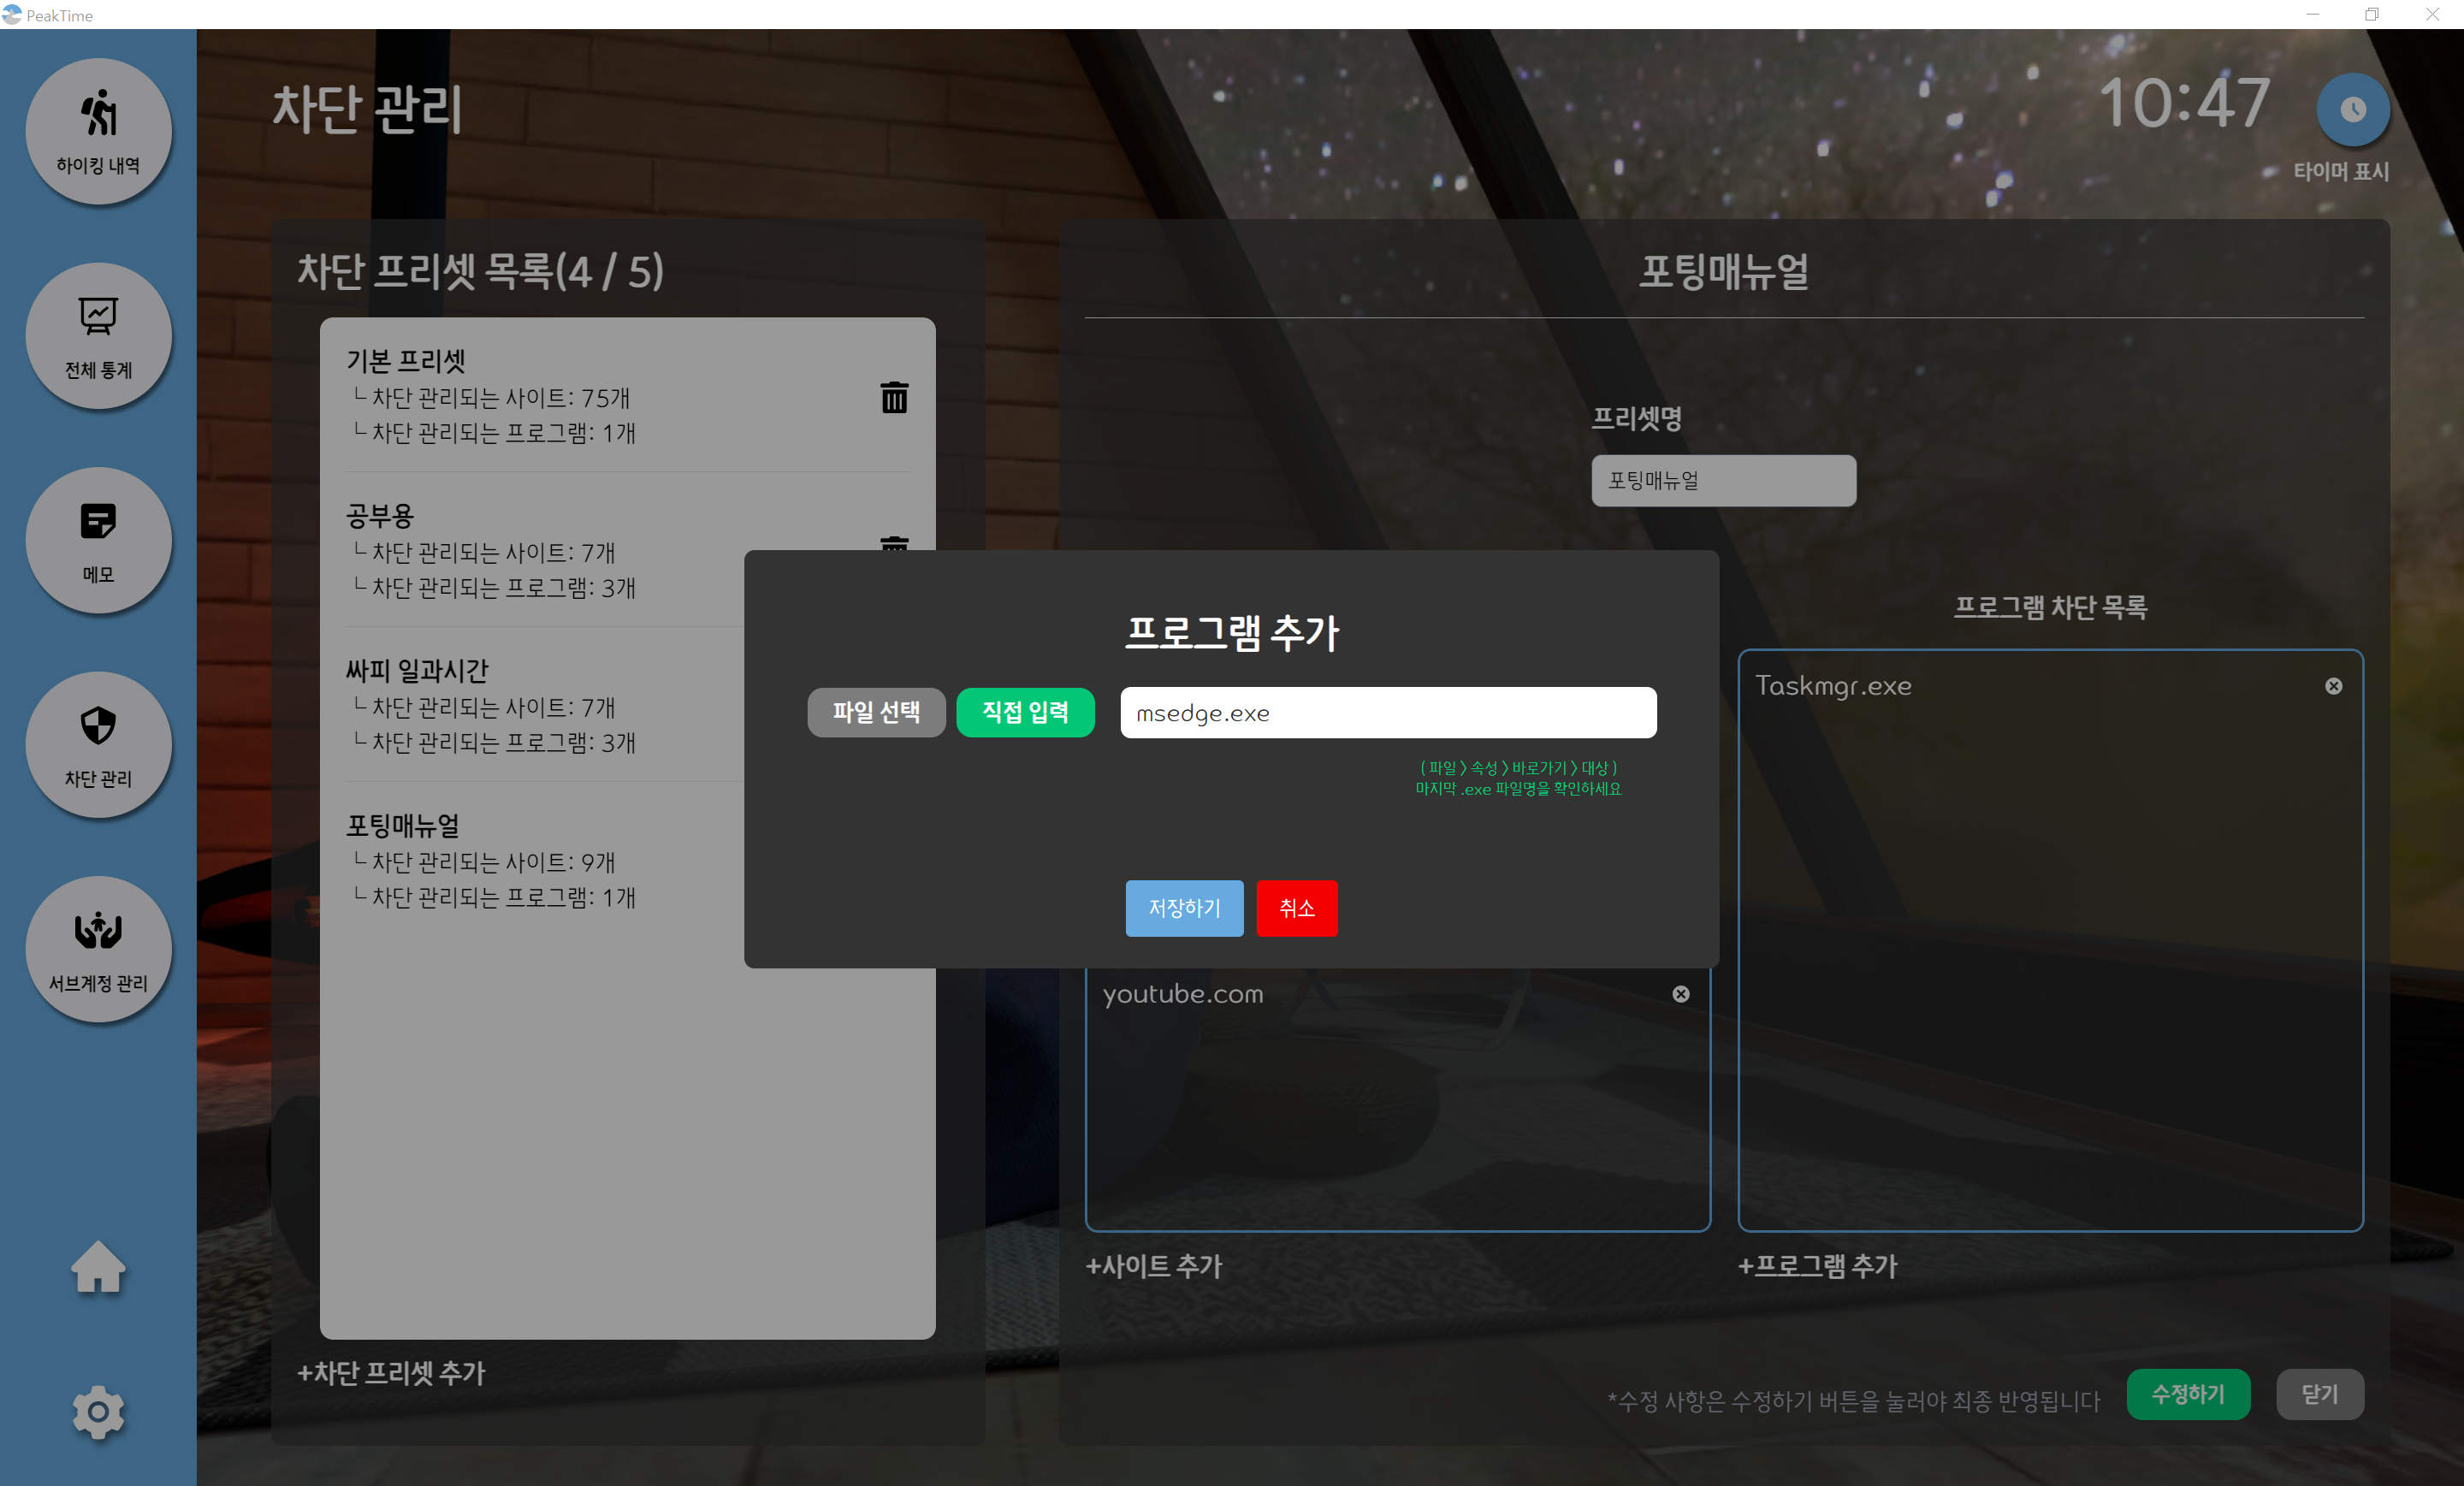 PeakTime
하이킹 내역
전체 통계
메모
차단 관리
서브계정 관리
차단 관리
10:47
타이머 표시
차단 프리셋 목록(4 / 5)
기본 프리셋
└ 차단 관리되는 사이트: 75개
└ 차단 관리되는 프로그램: 1개
공부용
└ 차단 관리되는 사이트: 7개
└ 차단 관리되는 프로그램: 3개
싸피 일과시간
└ 차단 관리되는 사이트: 7개
└ 차단 관리되는 프로그램: 3개
포팅매뉴얼
└ 차단 관리되는 사이트: 9개
└ 차단 관리되는 프로그램: 1개
+차단 프리셋 추가
포팅매뉴얼
프리셋명
포팅매뉴얼
프로그램 차단 목록
Taskmgr.exe
프로그램 추가
파일 선택 직접 입력 msedge.exe
( 파일 > 속성 > 바로가기 > 대상 )
마지막 .exe 파일명을 확인하세요
저장하기 취소
youtube.com
+사이트 추가
+프로그램 추가
*수정 사항은 수정하기 버튼을 눌러야 최종 반영됩니다
수정하기 닫기